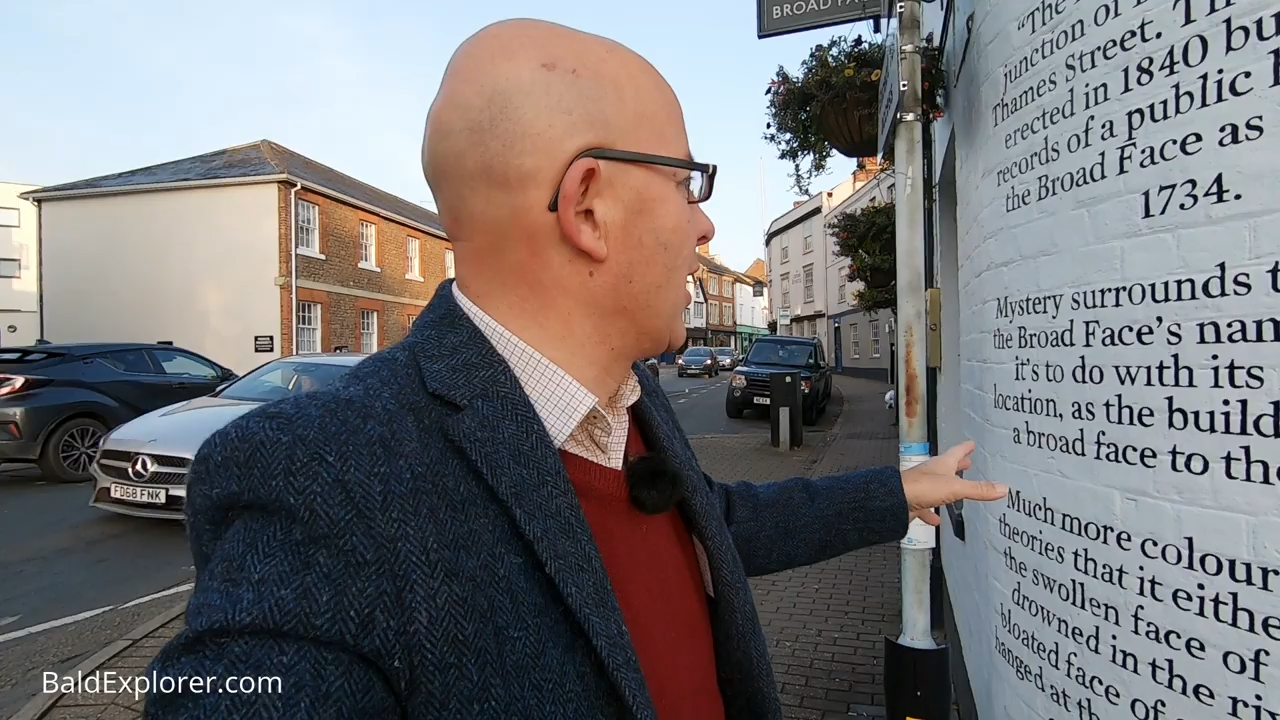 BROAD FAC
"The
junction of
Thames Street. Th
erected in 1840 bu
records of a public
the Broad Face as
1734.
Mystery surrounds t
the Broad Face's nam
it's to do with its
location, as the build
a broad face to the
Much more colour
theories that it eithe
the swollen face of
drowned in the riv
bloated face of
hanged at th
FD68 FNK
BaldExplorer.com